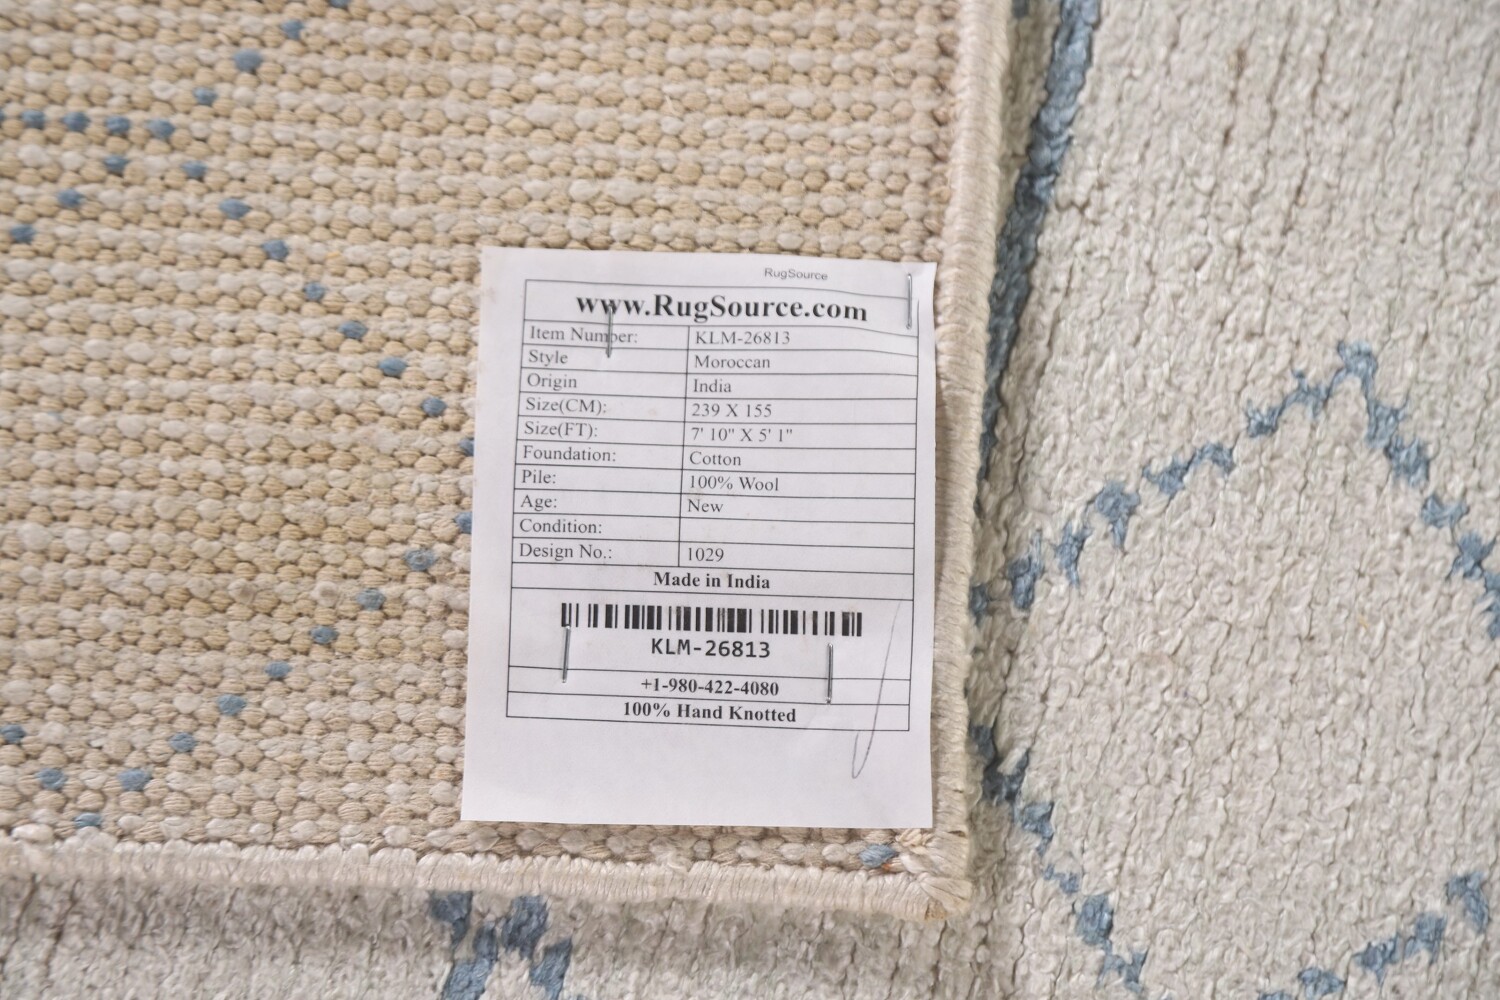 RugSource
www.RugSource.com
Item Number: KLM-26813
Style Moroccan
Origin India
Size(CM): 239 X 155
Size(FT): 7' 10" X 5' 1"
Foundation: Cotton
Pile: 100% Wool
Age: New
Condition:
Design No.: 1029
Made in India
KLM-26813
+1-980-422-4080
100% Hand Knotted